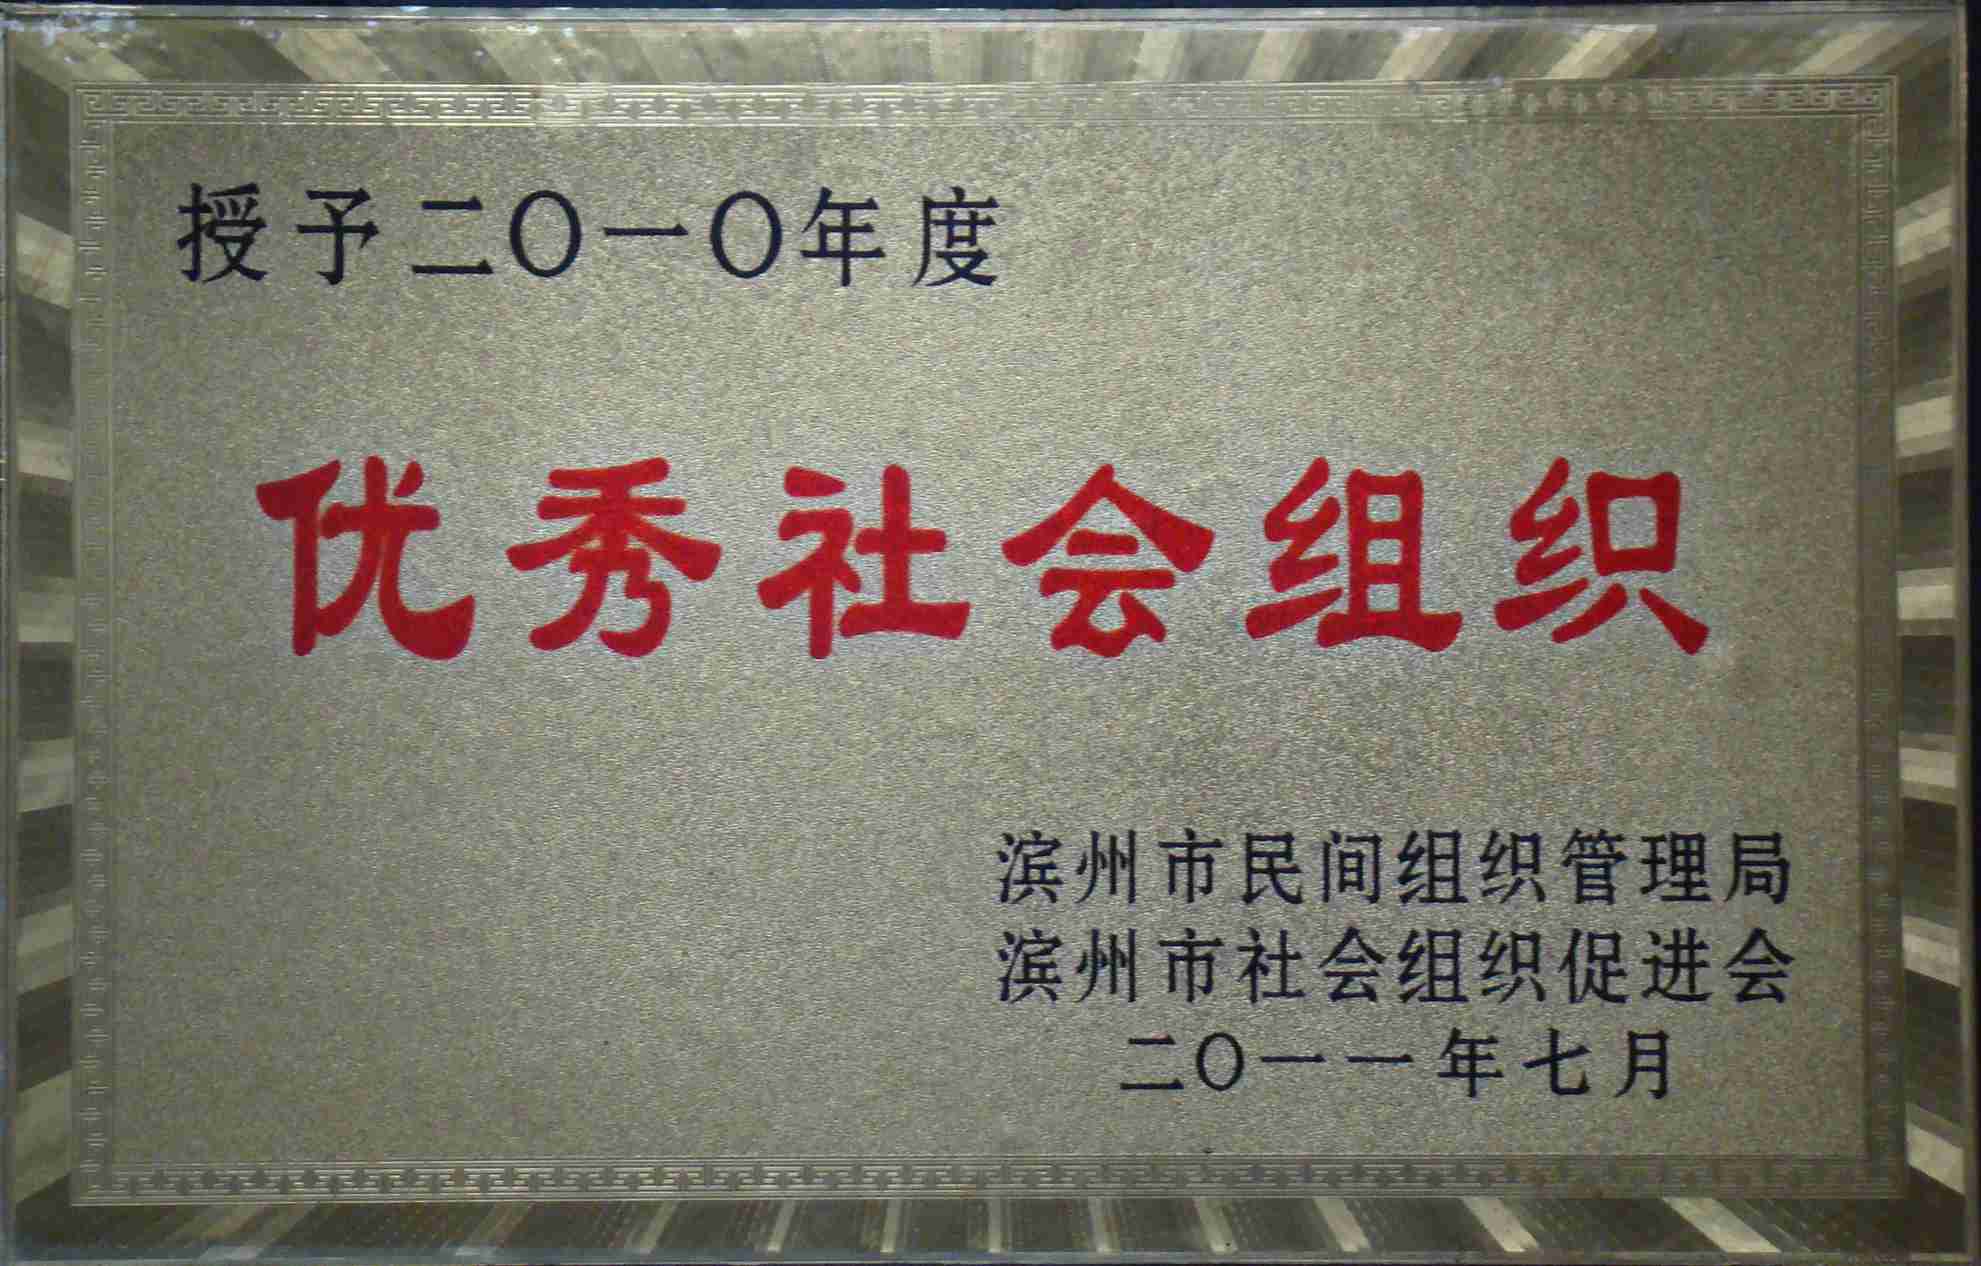 授予二〇一〇年度
优秀社会组织
滨州市民间组织管理局
滨州市社会组织促进会
二〇一一年七月